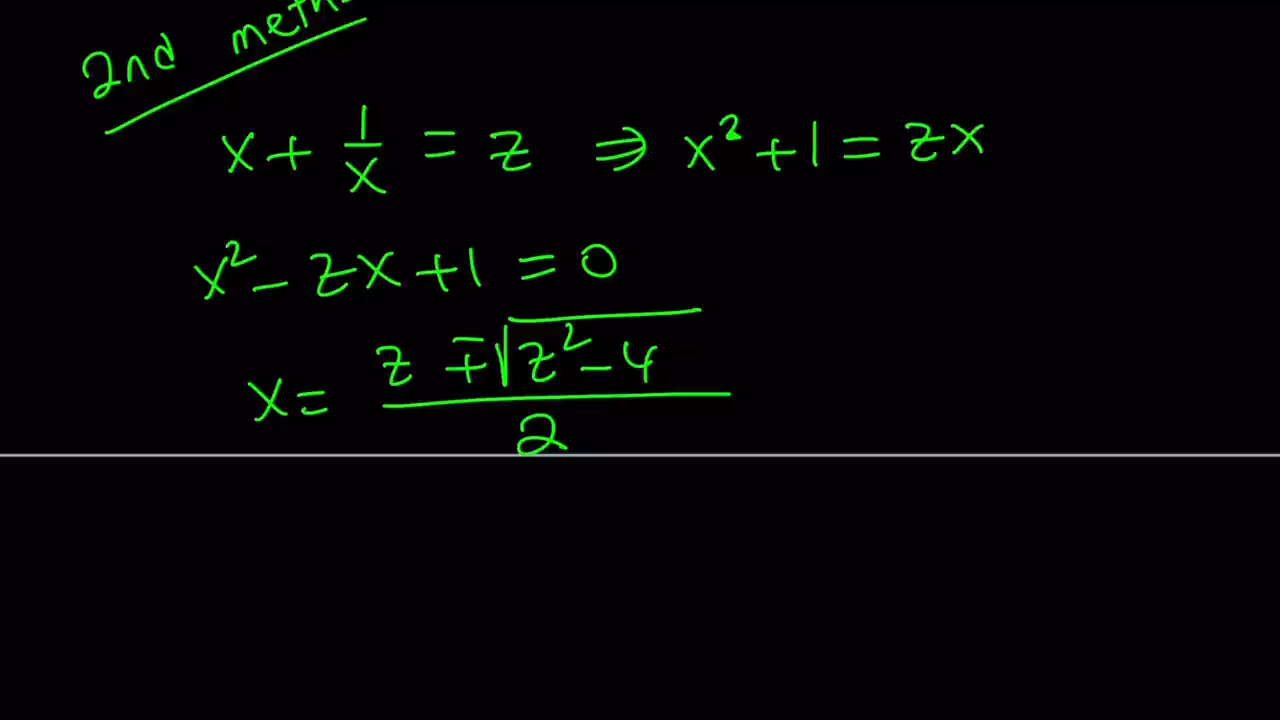 2nd meth
x + 1/x = z ⇒ x² + 1 = zx
x² - zx + 1 = 0
x = (z ∓ √(z² - 4))/2